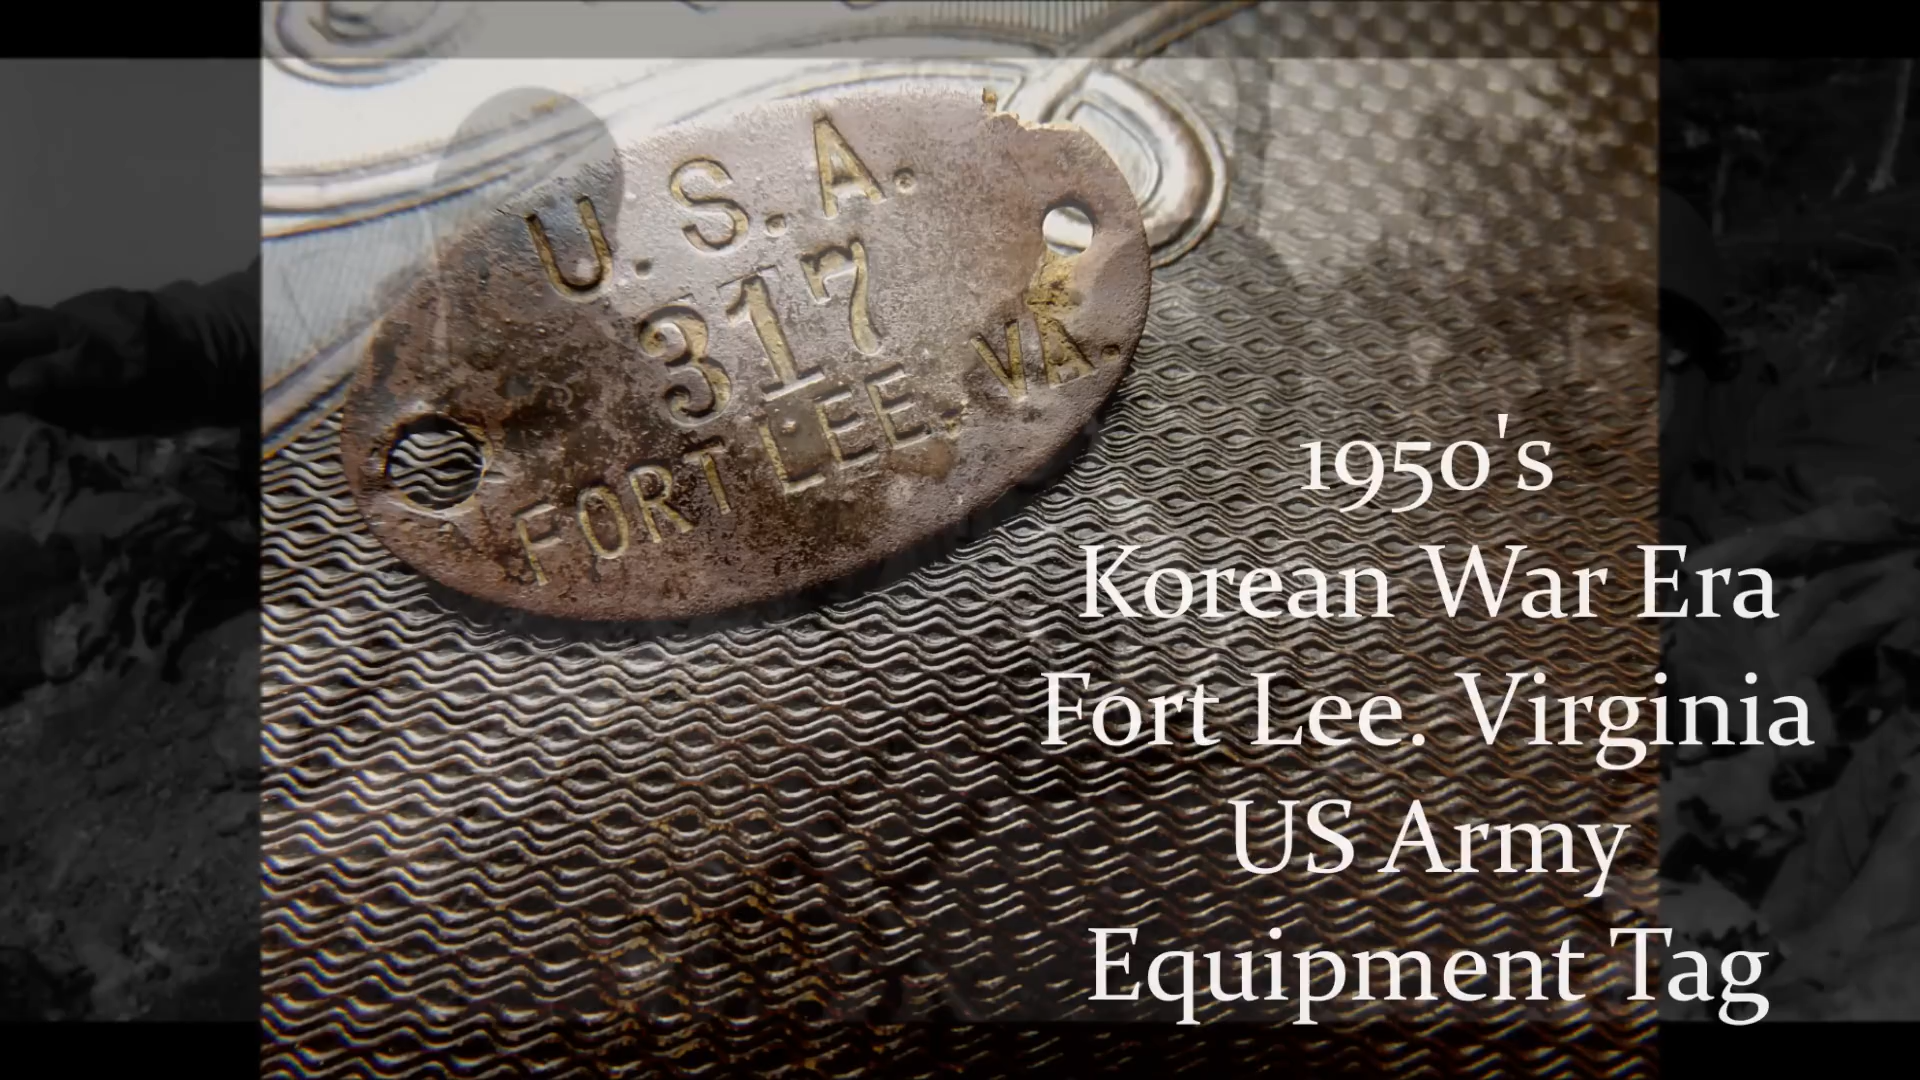 U.S.A.
317
FORT LEE, VA.
1950's
Korean War Era
Fort Lee. Virginia
US Army
Equipment Tag